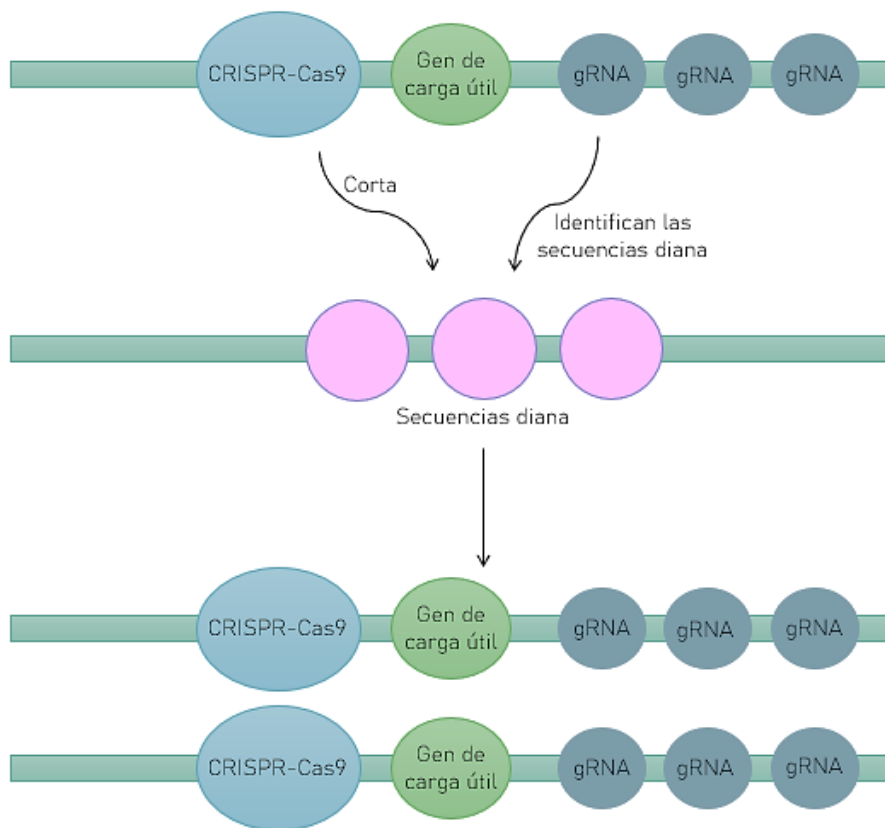 CRISPR-Cas9
Gen de
carga útil
gRNA
gRNA
gRNA
Corta
Identifican las
secuencias diana
Secuencias diana
CRISPR-Cas9
Gen de
carga útil
gRNA
gRNA
gRNA
CRISPR-Cas9
Gen de
carga útil
gRNA
gRNA
gRNA